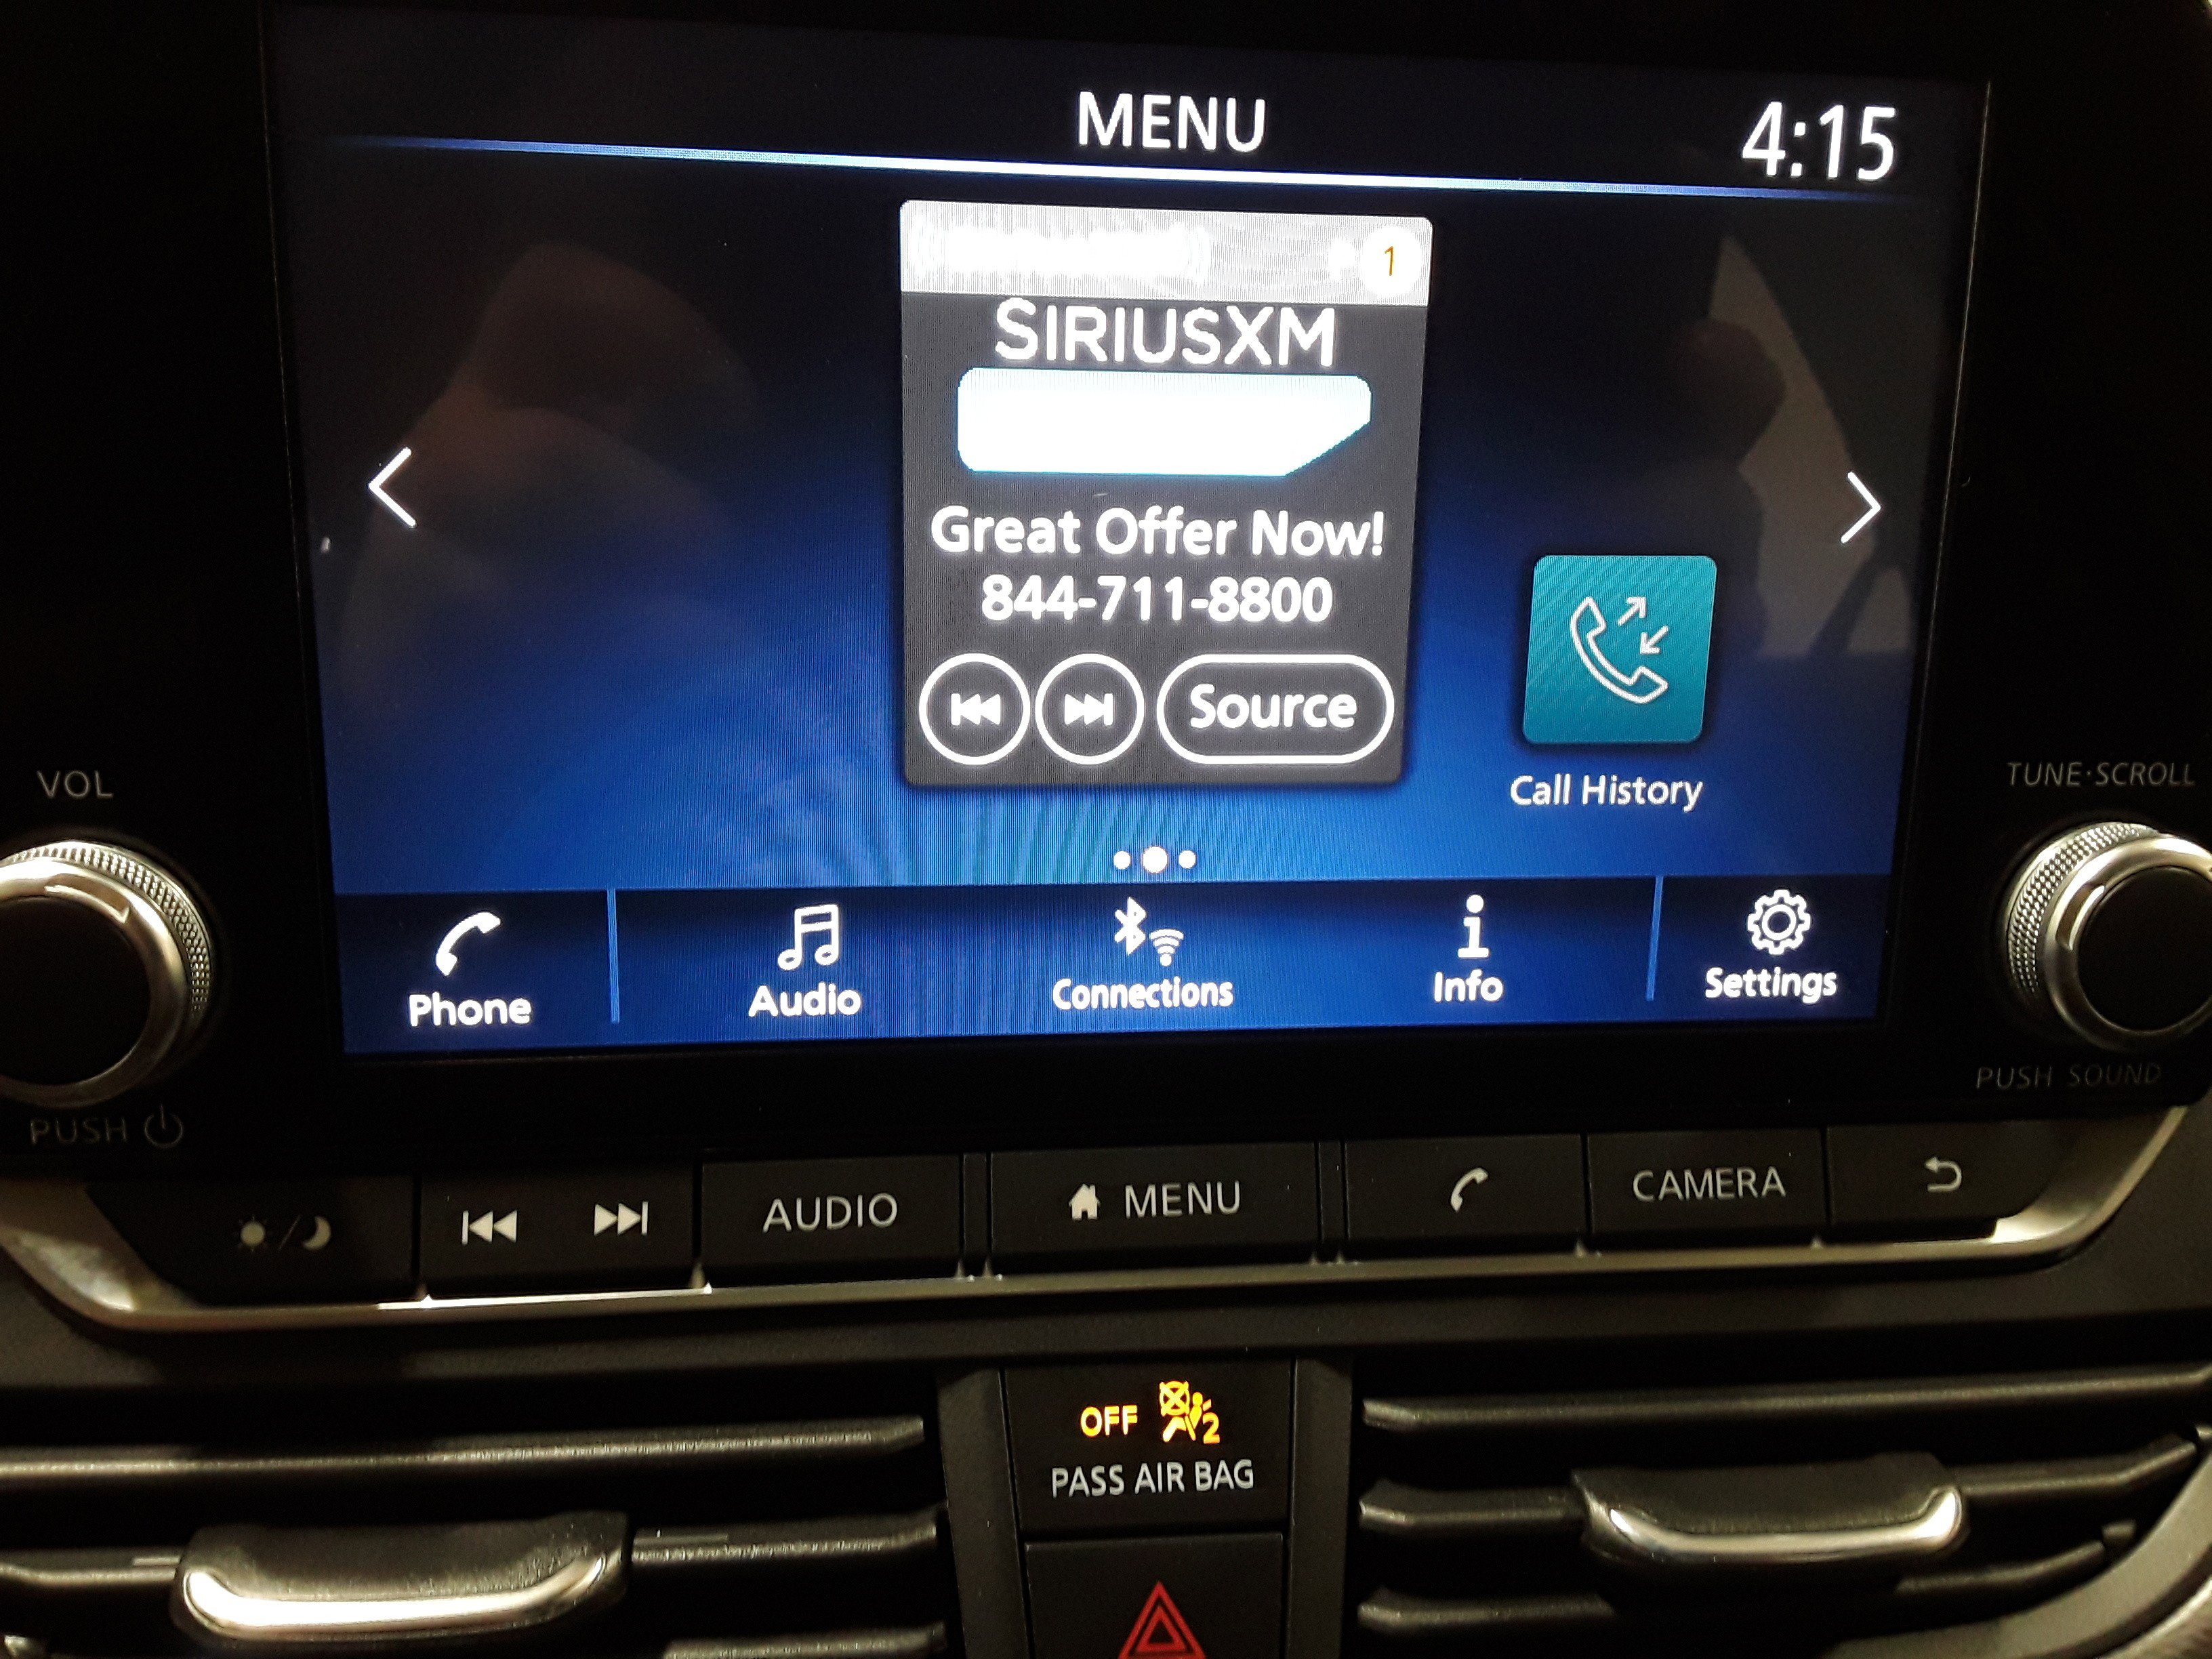 MENU
4:15
1
SIRIUSXM
Great Offer Now!
844-711-8800
Source
Call History
Phone
Audio
Connections
Info
Settings
VOL
PUSH
TUNE·SCROLL
PUSH SOUND
AUDIO
MENU
CAMERA
OFF 2
PASS AIR BAG